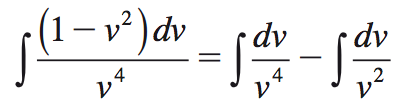 ∫ (1 − v²) dv / v⁴ = ∫ dv / v⁴ − ∫ dv / v²